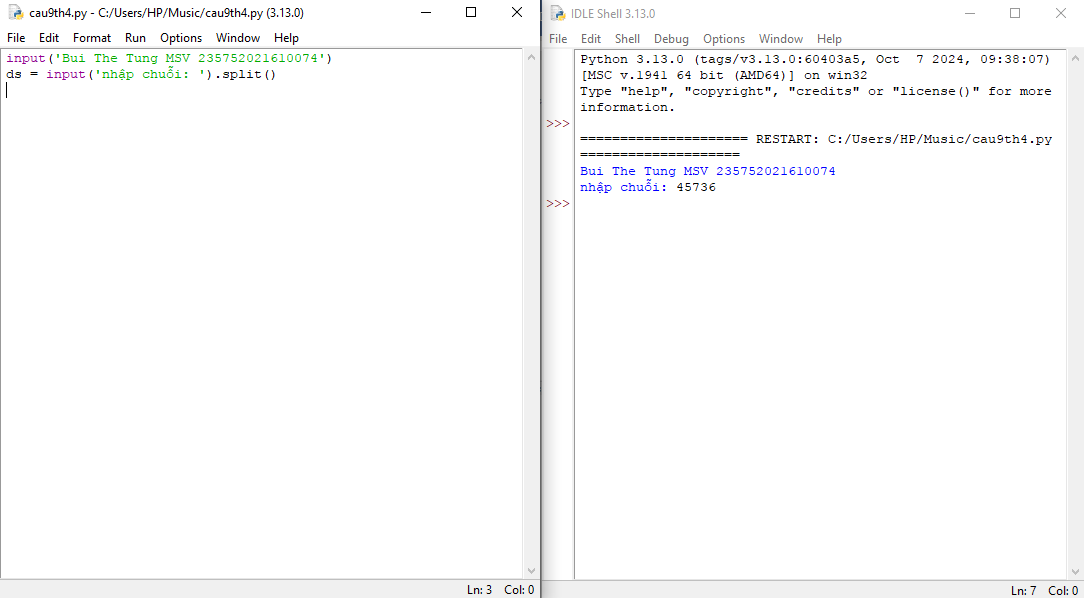 cau9th4.py - C:/Users/HP/Music/cau9th4.py (3.13.0)
File Edit Format Run Options Window Help
input('Bui The Tung MSV 235752021610074')
ds = input('nhập chuỗi: ').split()
Ln: 3 Col: 0
IDLE Shell 3.13.0
File Edit Shell Debug Options Window Help
Python 3.13.0 (tags/v3.13.0:60403a5, Oct  7 2024, 09:38:07)
[MSC v.1941 64 bit (AMD64)] on win32
Type "help", "copyright", "credits" or "license()" for more
information.
>>>
===================== RESTART: C:/Users/HP/Music/cau9th4.py
====================
Bui The Tung MSV 235752021610074
nhập chuỗi: 45736
>>>
Ln: 7 Col: 0